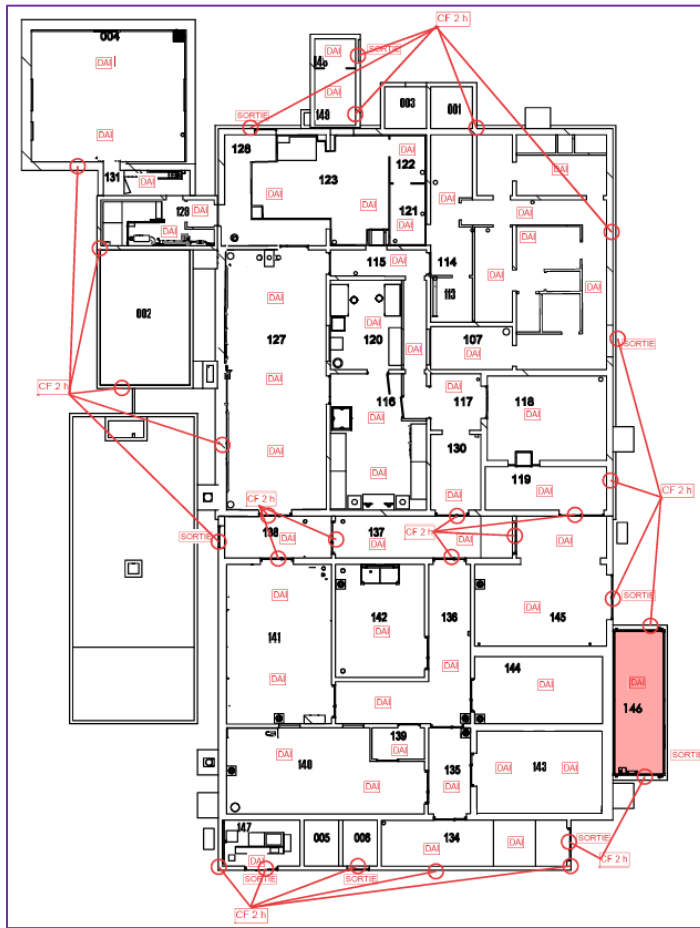 CF 2 h
004
DAI
SORTIE
DAI
DAI
DAI
149
003
001
SORTIE
128
DAI
122
DAI
131
DAI
123
DAI
DAI
129
DAI
DAI
DAI
DAI
121
DAI
DAI
DAI
115
DAI
114
DAI
DAI
DAI
113
DAI
002
DAI
127
DAI
120
DAI
107
DAI
SORTIE
DAI
CF 2 h
DAI
116
DAI
117
DAI
118
DAI
130
DAI
119
DAI
DAI
DAI
CF 2 h
CF 2 h
138
DAI
137
DAI
CF 2 h
DAI
DAI
SORTIE
DAI
141
142
DAI
136
DAI
DAI
145
SORTIE
144
DAI
DAI
DAI
DAI
146
139
DAI
DAI
140
DAI
135
DAI
143
DAI
DAI
SORTIE
147
DAI
005
006
134
DAI
DAI
SORTIE
SORTIE
SORTIE
CF 2 h
CF 2 h